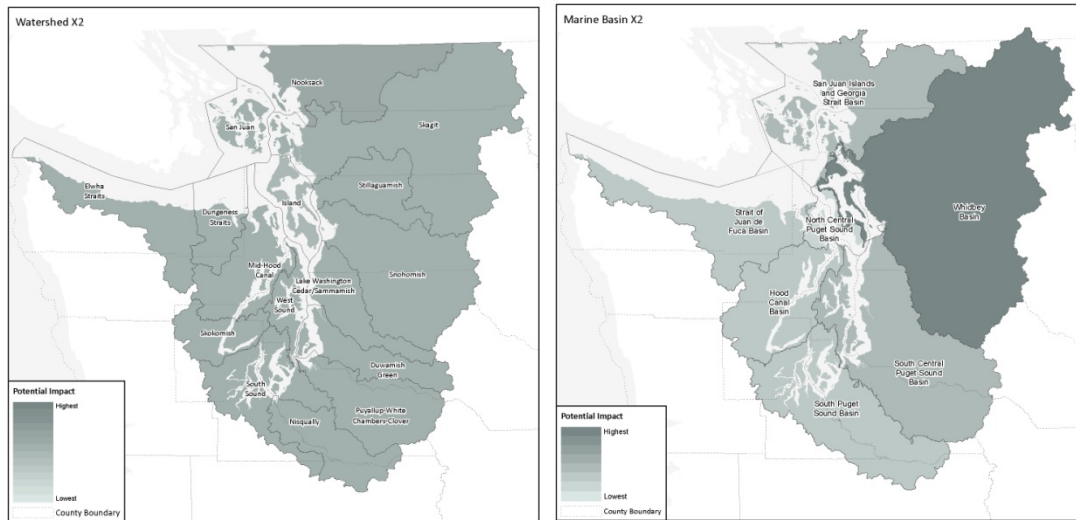 Watershed X2
Nooksack
San Juan
Skagit
Elwha
Straits
Stillaguamish
Dungeness
Straits
Island
Mid-Hood
Canal
Snohomish
Lake Washington
Cedar/Sammamish
West
Sound
Skokomish
Duwamish
Green
South
Sound
Puyallup-White
Chambers-Clover
Nisqually
Potential Impact
Highest
Lowest
County Boundary
Marine Basin X2
San Juan Islands
and Georgia
Strait Basin
Whidbey
Basin
Strait of
Juan de
Fuca Basin
North Central
Puget Sound
Basin
Hood
Canal
Basin
South Central
Puget Sound
Basin
South Puget
Sound Basin
Potential Impact
Highest
Lowest
County Boundary